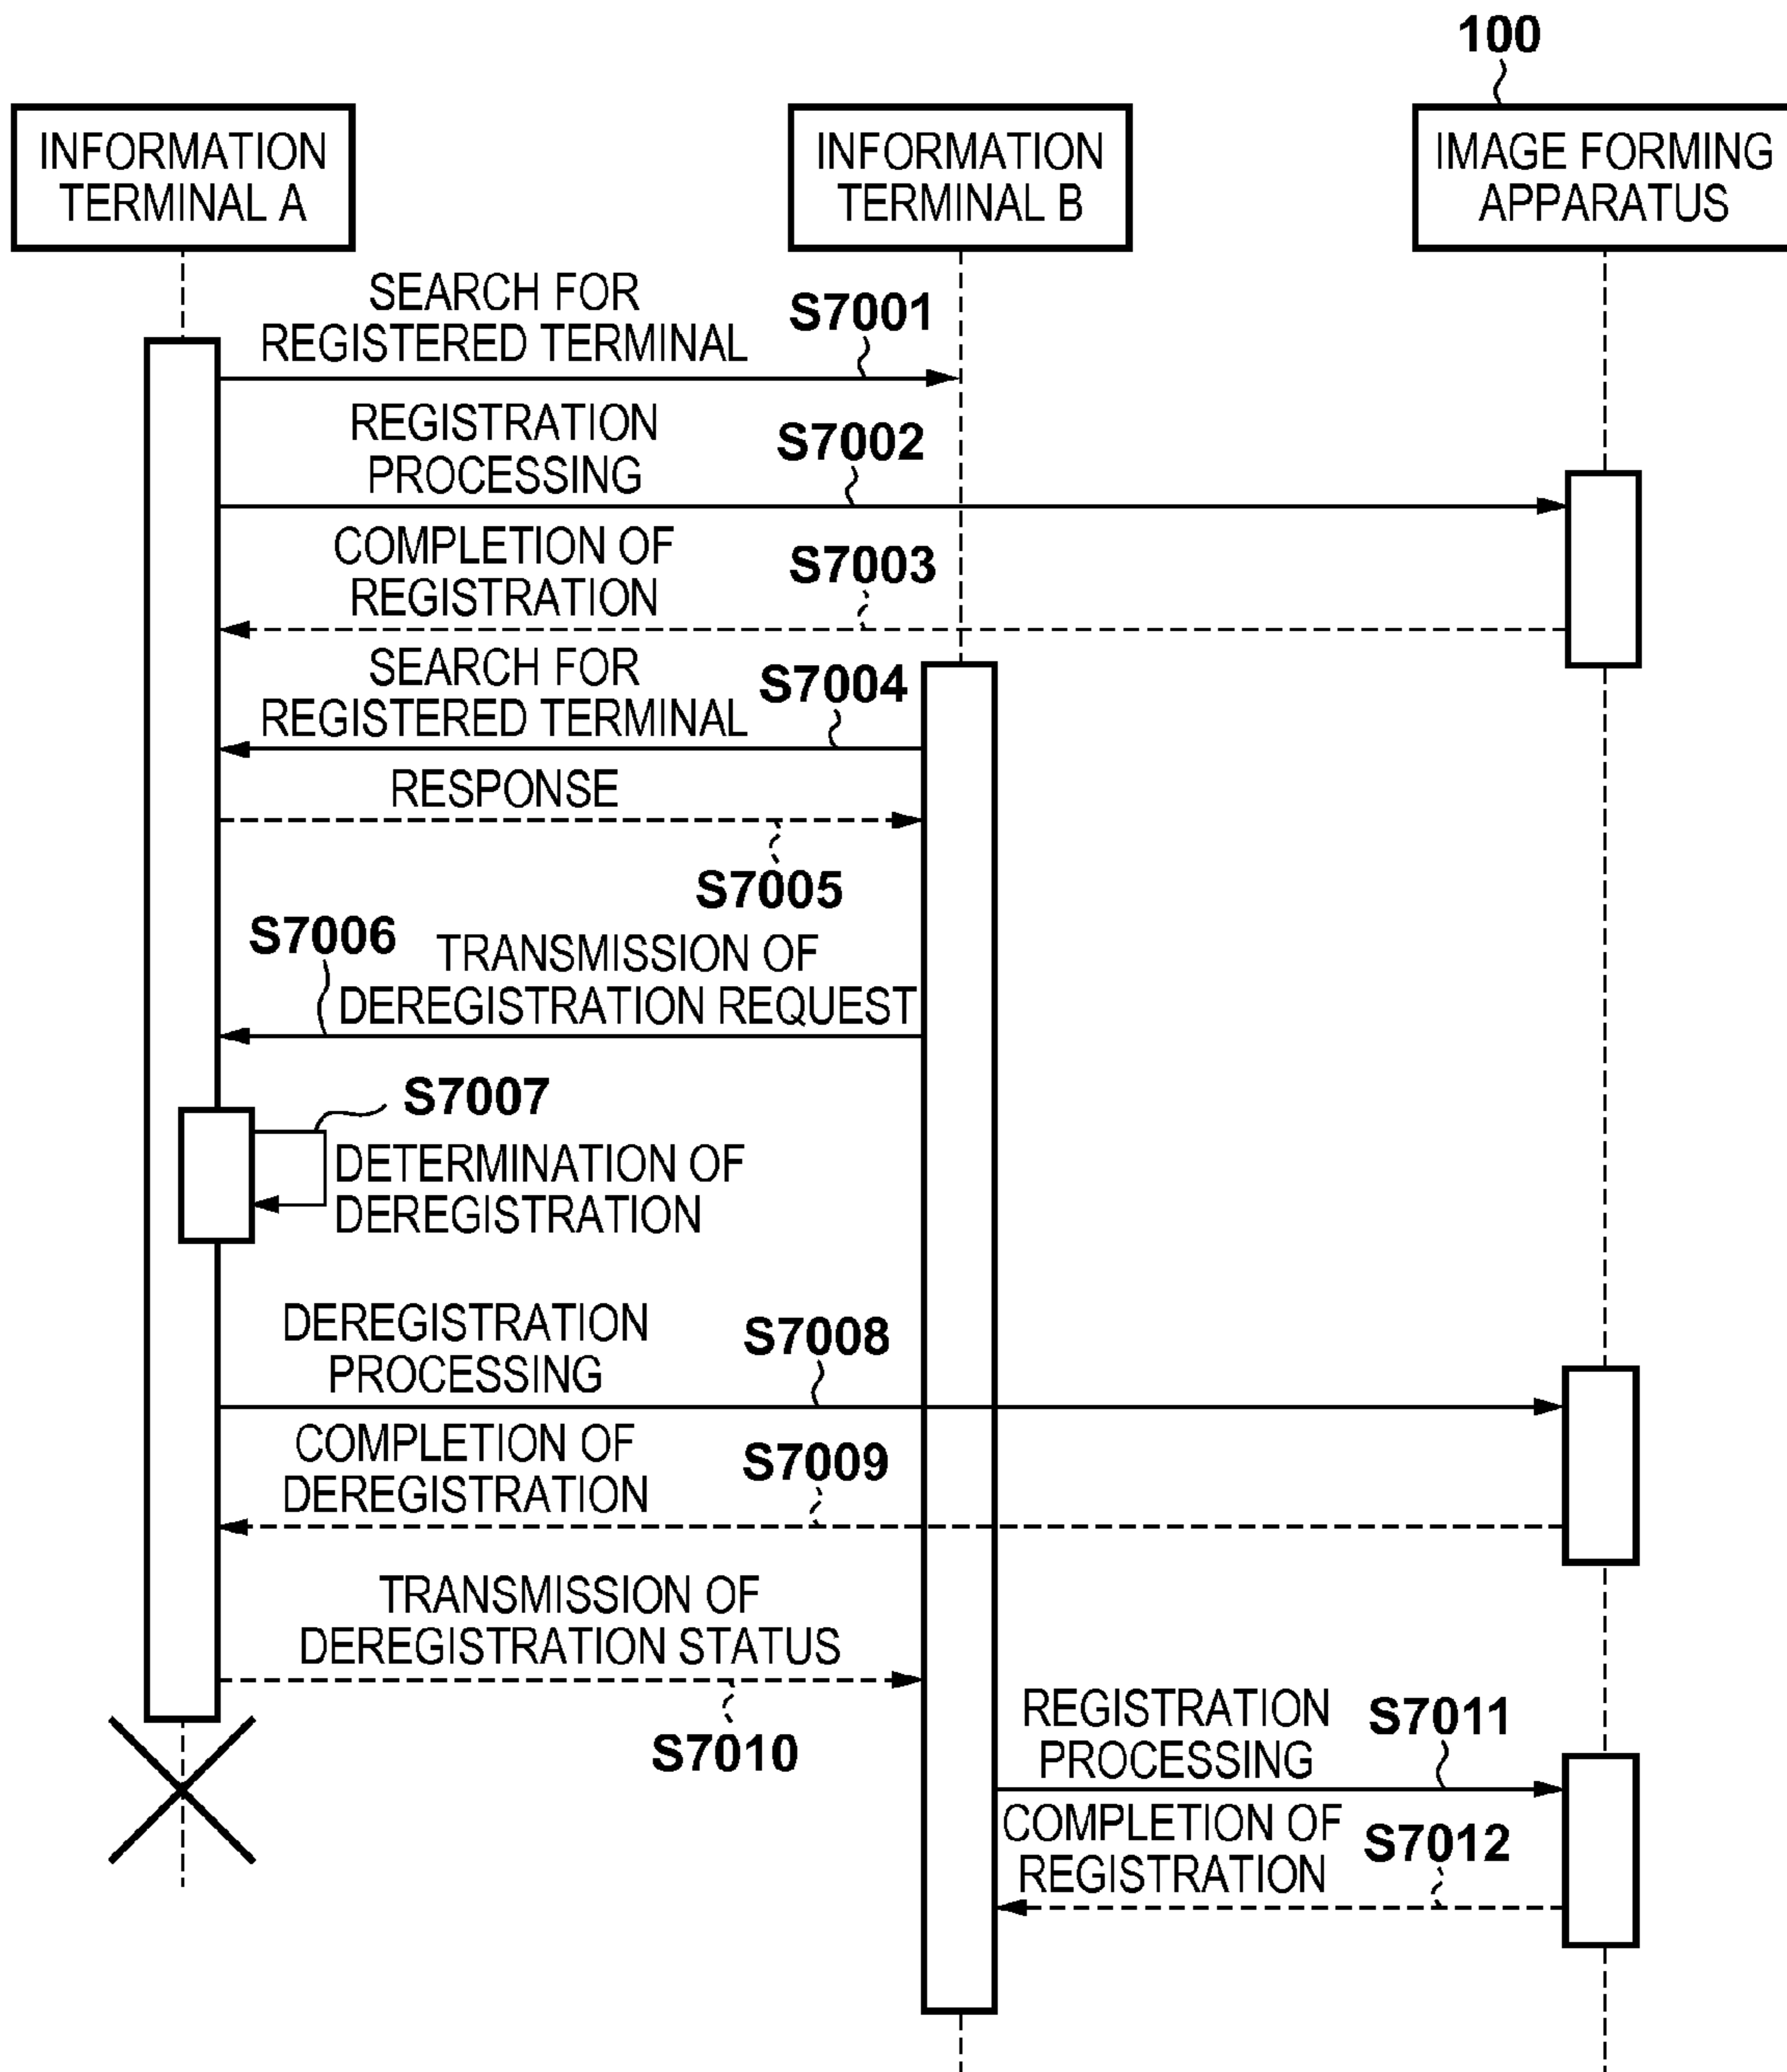 100
INFORMATION
TERMINAL A
INFORMATION
TERMINAL B
IMAGE FORMING
APPARATUS
SEARCH FOR
REGISTERED TERMINAL
S7001
REGISTRATION
PROCESSING
S7002
COMPLETION OF
REGISTRATION
S7003
SEARCH FOR
REGISTERED TERMINAL
S7004
RESPONSE
S7005
S7006
TRANSMISSION OF
DEREGISTRATION REQUEST
S7007
DETERMINATION OF
DEREGISTRATION
DEREGISTRATION
PROCESSING
S7008
COMPLETION OF
DEREGISTRATION
S7009
TRANSMISSION OF
DEREGISTRATION STATUS
S7010
REGISTRATION
PROCESSING
S7011
COMPLETION OF
REGISTRATION
S7012